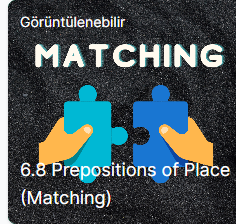 Görüntülenebilir
MATCHING
6.8 Prepositions of Place
(Matching)